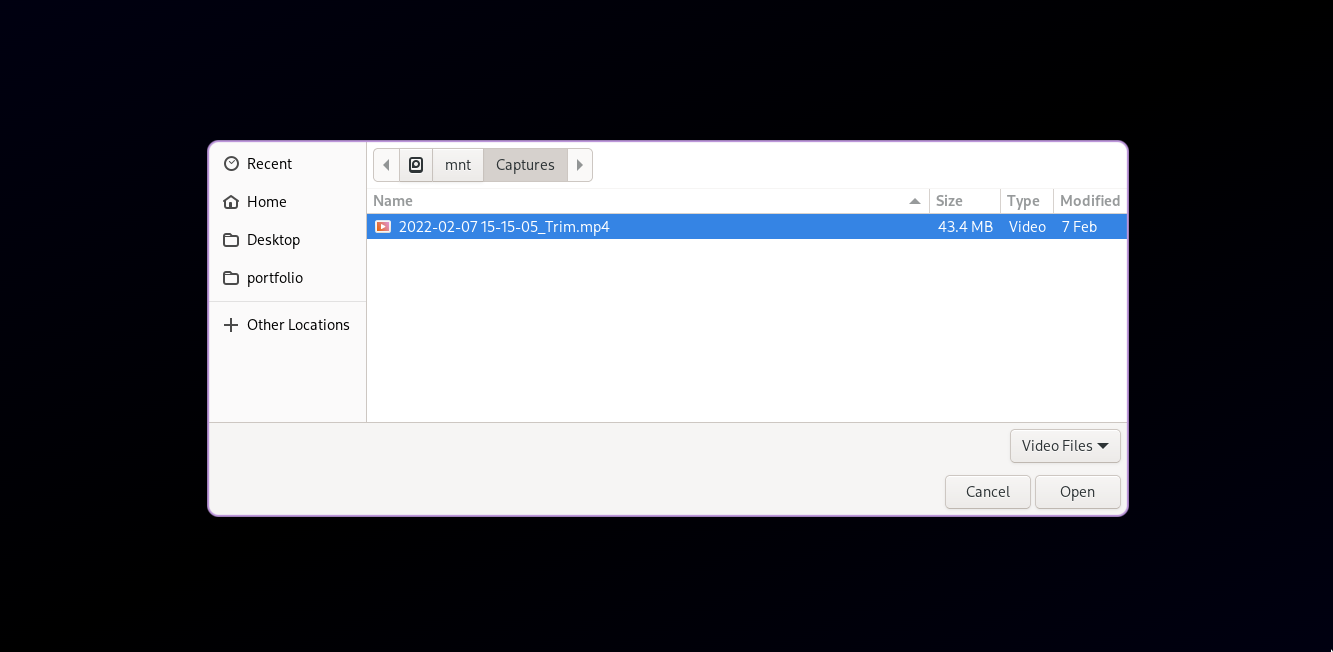 Recent
Home
Desktop
portfolio
Other Locations
mnt Captures
Name Size Type Modified
2022-02-07 15-15-05_Trim.mp4 43.4 MB Video 7 Feb
Video Files
Cancel Open